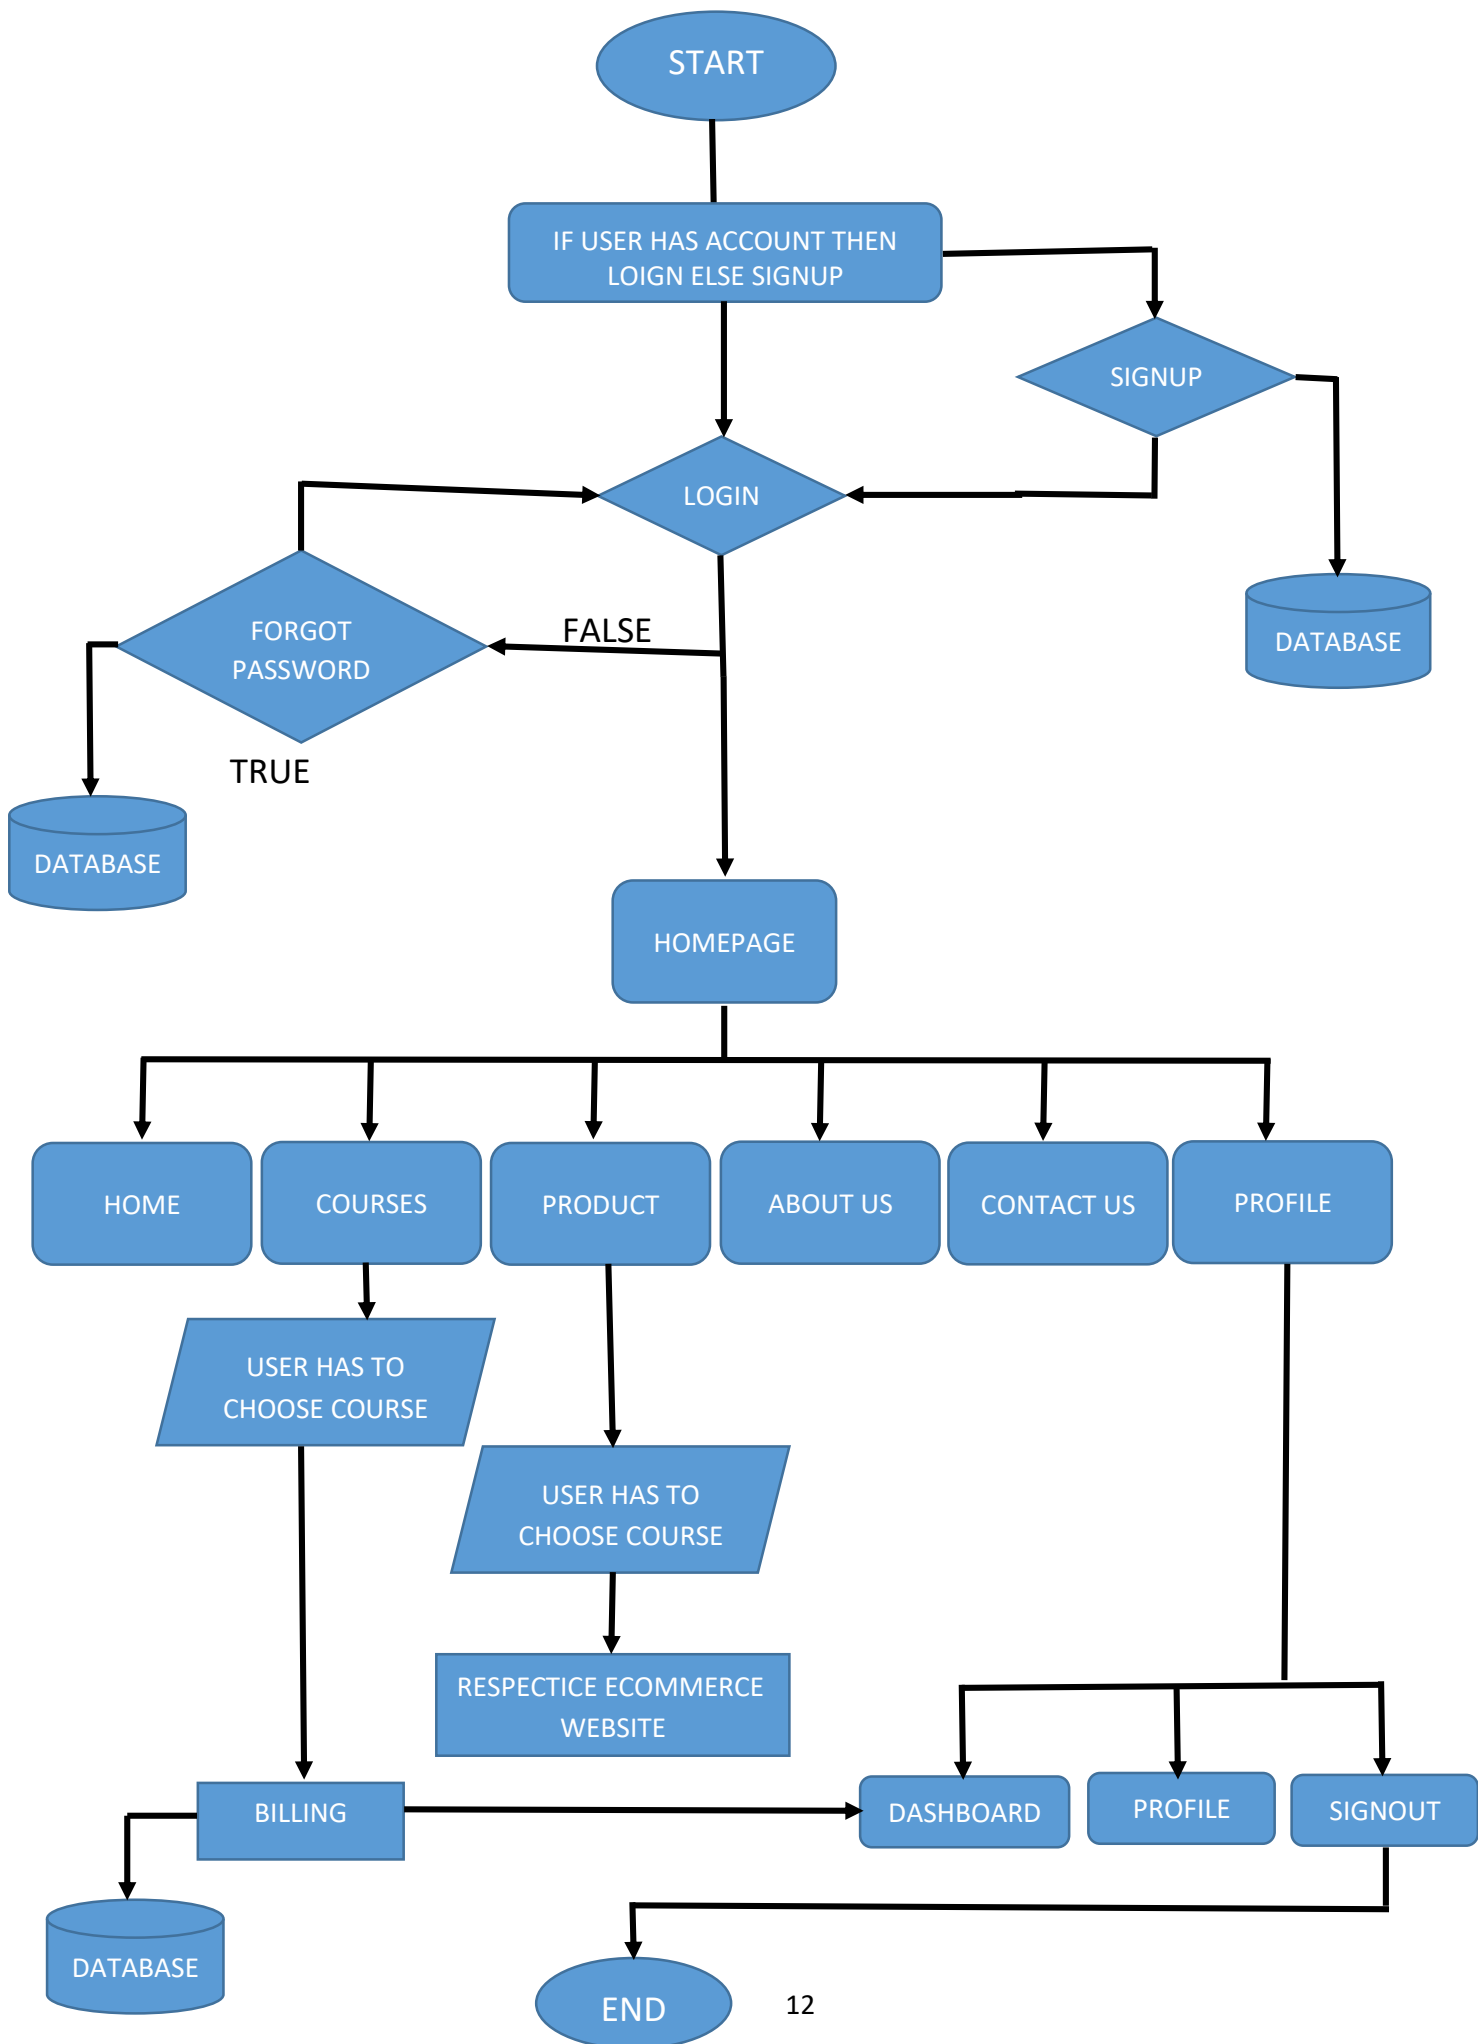 START
IF USER HAS ACCOUNT THEN
LOIGN ELSE SIGNUP
SIGNUP
LOGIN
FALSE
FORGOT
PASSWORD
DATABASE
TRUE
DATABASE
HOMEPAGE
HOME
COURSES
PRODUCT
ABOUT US
CONTACT US
PROFILE
USER HAS TO
CHOOSE COURSE
USER HAS TO
CHOOSE COURSE
RESPECTICE ECOMMERCE
WEBSITE
BILLING
DASHBOARD
PROFILE
SIGNOUT
DATABASE
END
12